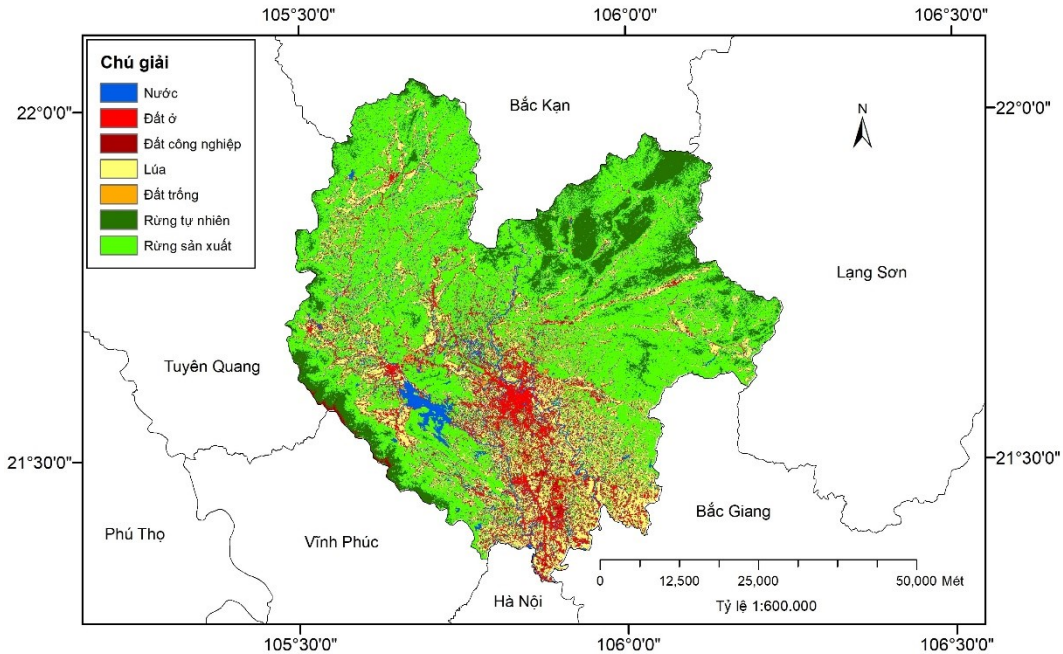 105°30'0"
106°0'0"
106°30'0"
Chú giải
Nước
Đất ở
Đất công nghiệp
Lúa
Đất trống
Rừng tự nhiên
Rừng sản xuất
22°0'0"
22°0'0"
Bắc Kạn
N
Lạng Sơn
Tuyên Quang
21°30'0"
21°30'0"
Phú Thọ
Vĩnh Phúc
Bắc Giang
Hà Nội
0 12,500 25,000 50,000 Mét
Tỷ lệ 1:600.000
105°30'0"
106°0'0"
106°30'0"